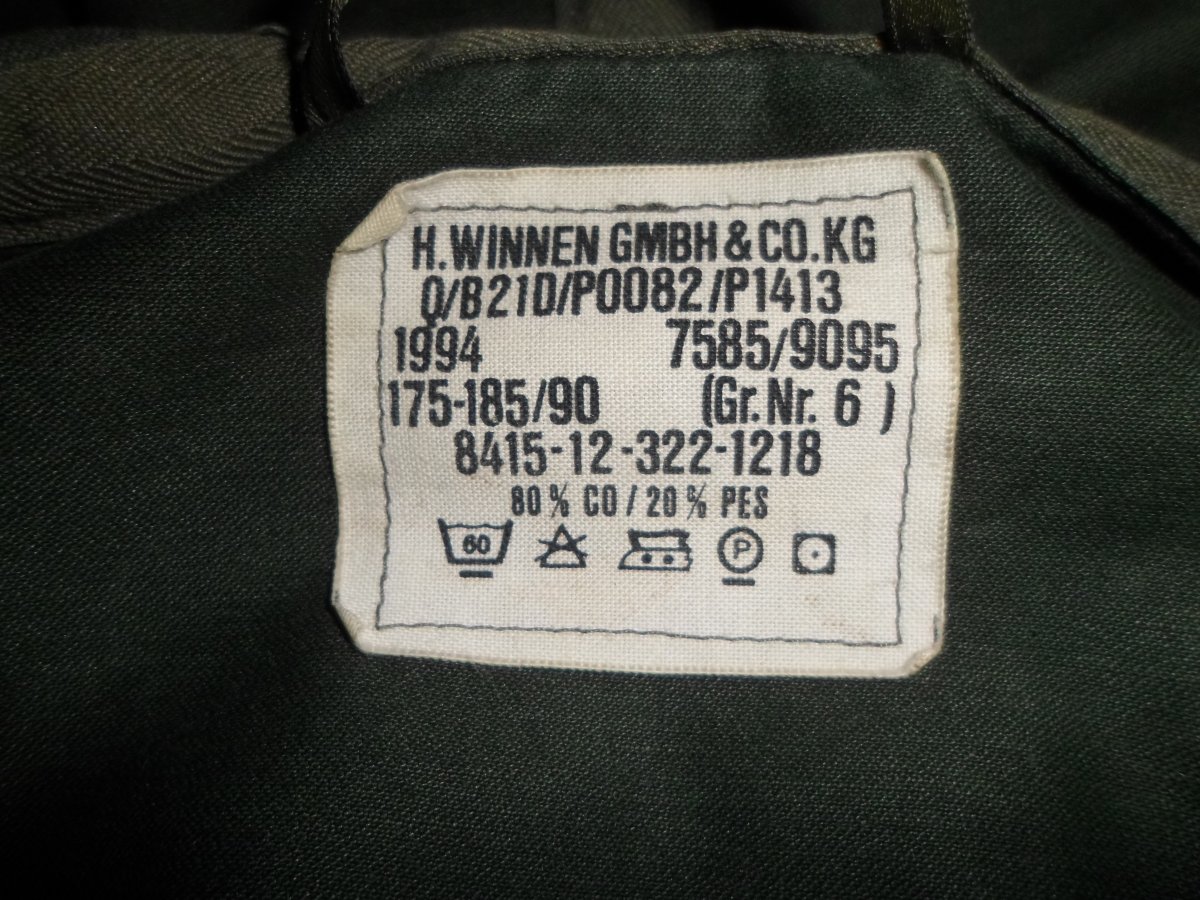 H. WINNEN GMBH & CO. KG
Q/B21D/P0082/P1413
1994 7585/9095
175-185/90 (Gr. Nr. 6 )
8415-12-322-1218
80 % CO / 20 % PES
60 P